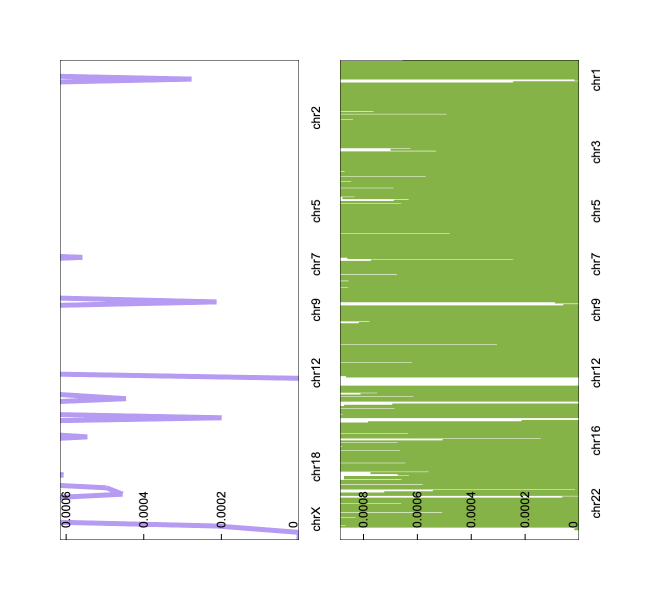 chr2
chr5
chr7
chr9
chr12
chr18
chrX
0.0006
0.0004
0.0002
0
chr1
chr3
chr5
chr7
chr9
chr12
chr16
chr22
0.0008
0.0006
0.0004
0.0002
0